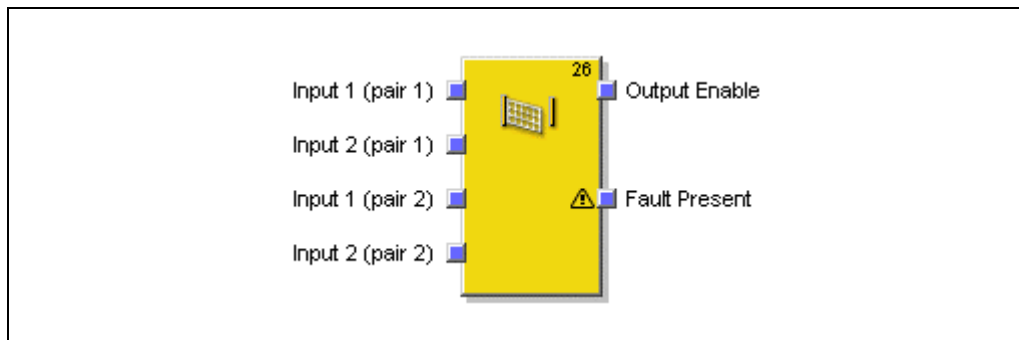 26
Input 1 (pair 1)
Output Enable
Input 2 (pair 1)
Input 1 (pair 2)
Fault Present
Input 2 (pair 2)